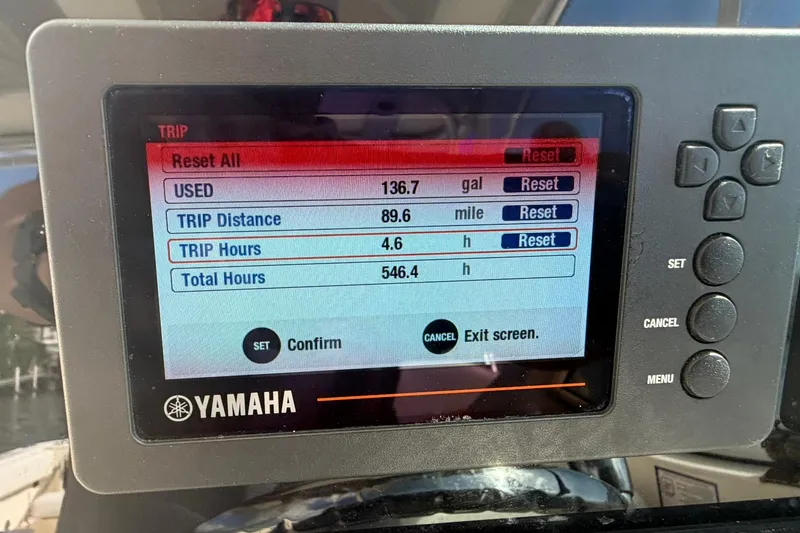 TRIP
Reset All Reset
USED 136.7 gal Reset
TRIP Distance 89.6 mile Reset
TRIP Hours 4.6 h Reset
Total Hours 546.4 h
SET Confirm CANCEL Exit screen.
YAMAHA
SET
CANCEL
MENU